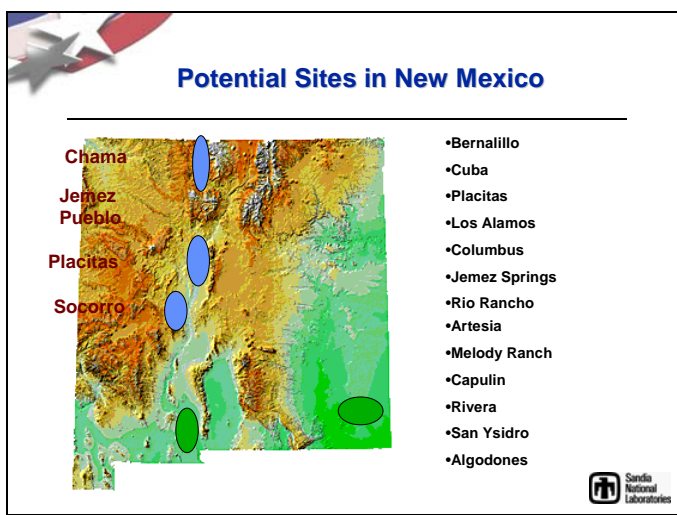 Potential Sites in New Mexico
Chama
Jemez
Pueblo
Placitas
Socorro
•Bernalillo
•Cuba
•Placitas
•Los Alamos
•Columbus
•Jemez Springs
•Rio Rancho
•Artesia
•Melody Ranch
•Capulin
•Rivera
•San Ysidro
•Algodones
Sandia
National
Laboratories